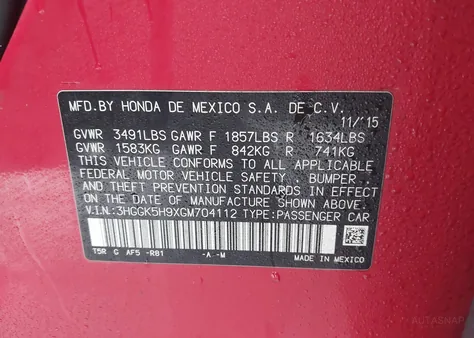 MFD.BY HONDA DE MEXICO S.A. DE C.V.
11/'15
GVWR 3491LBS GAWR F 1857LBS R 1634LBS
GVWR 1583KG GAWR F 842KG R 741KG
THIS VEHICLE CONFORMS TO ALL APPLICABLE
FEDERAL MOTOR VEHICLE SAFETY, BUMPER,
AND THEFT PREVENTION STANDARDS IN EFFECT
ON THE DATE OF MANUFACTURE SHOWN ABOVE.
V.I.N.:3HGGK5H9XGM704112 TYPE:PASSENGER CAR
T5R G AF5 -R81 -A-M MADE IN MEXICO
AUTASNAP